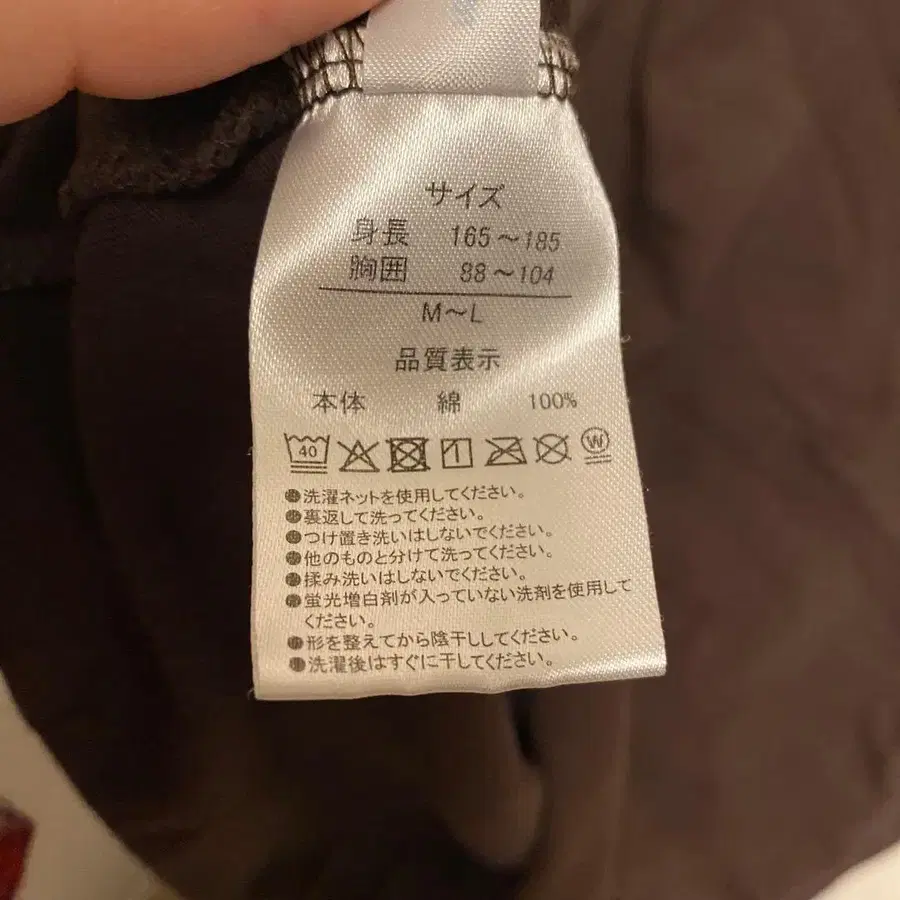 サイズ
身長 165～185
胸囲 88～104
M～L
品質表示
本体 綿 100%
40 W
●洗濯ネットを使用してください。
●裏返して洗ってください。
●つけ置き洗いはしないでください。
●他のものと分けて洗ってください。
●揉み洗いはしないでください。
●蛍光増白剤が入っていない洗剤を使用して
ください。
●形を整えてから陰干ししてください。
●洗濯後はすぐに干してください。